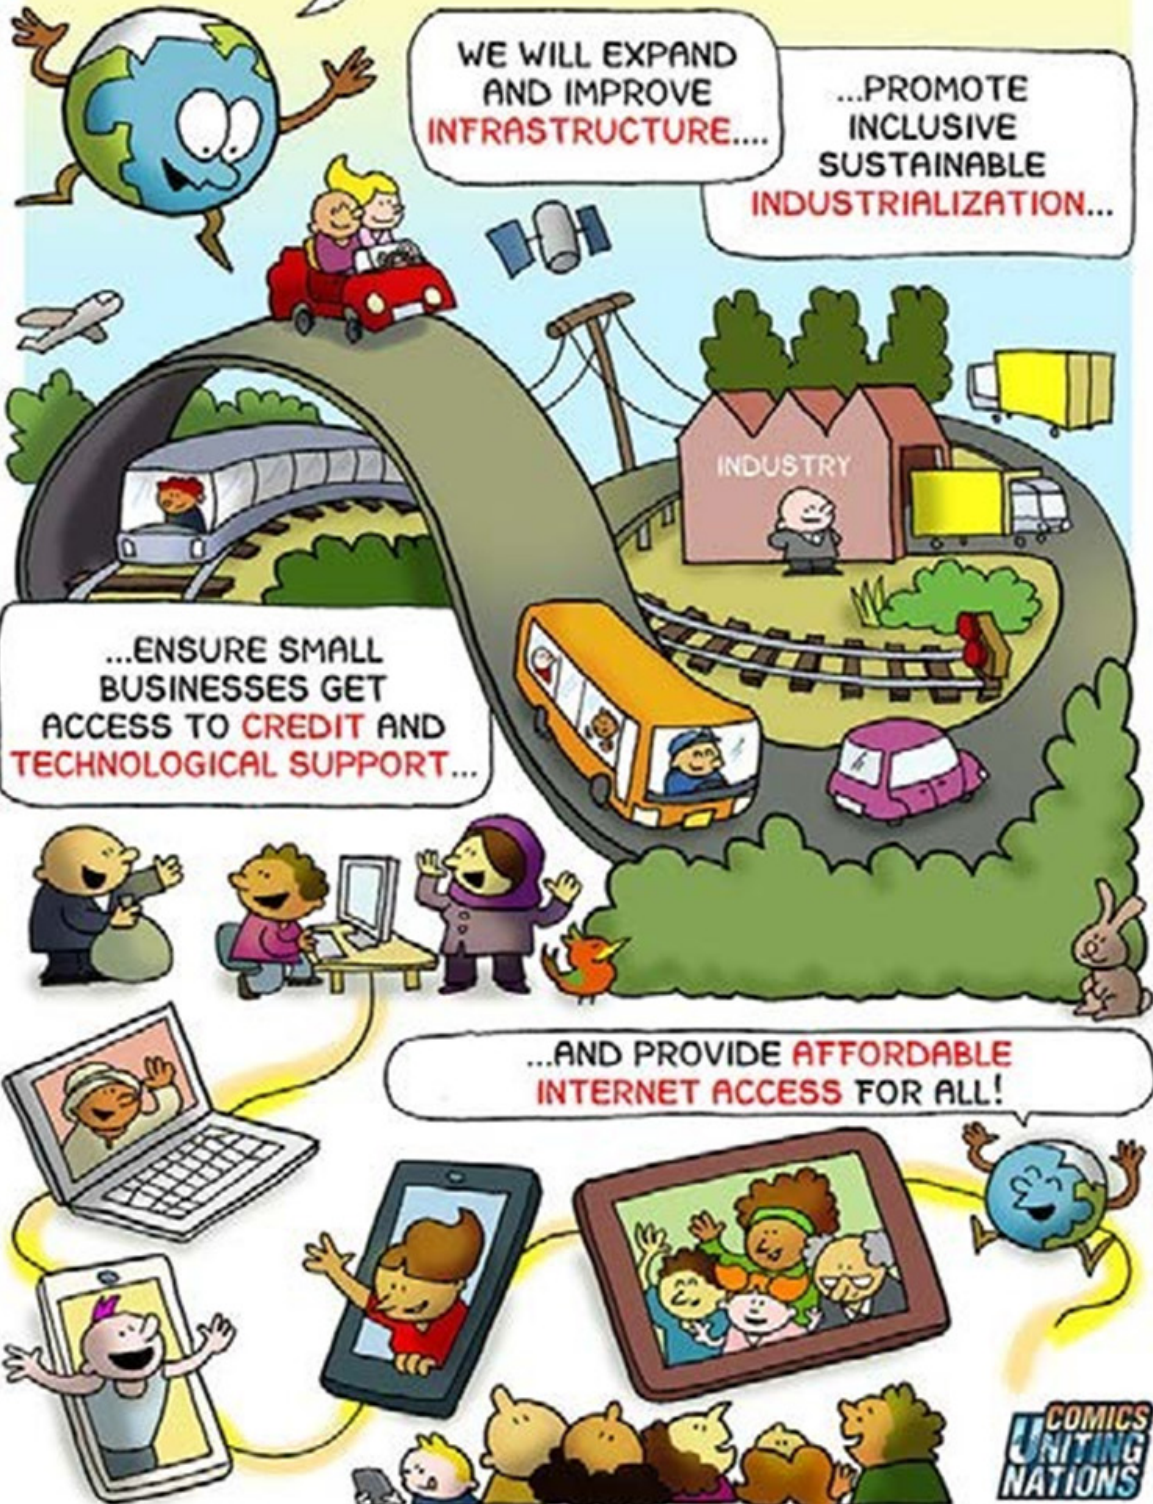 WE WILL EXPAND
AND IMPROVE
INFRASTRUCTURE....
...PROMOTE
INCLUSIVE
SUSTAINABLE
INDUSTRIALIZATION...
INDUSTRY
...ENSURE SMALL
BUSINESSES GET
ACCESS TO CREDIT AND
TECHNOLOGICAL SUPPORT...
...AND PROVIDE AFFORDABLE
INTERNET ACCESS FOR ALL!
COMICS
UNITING
NATIONS